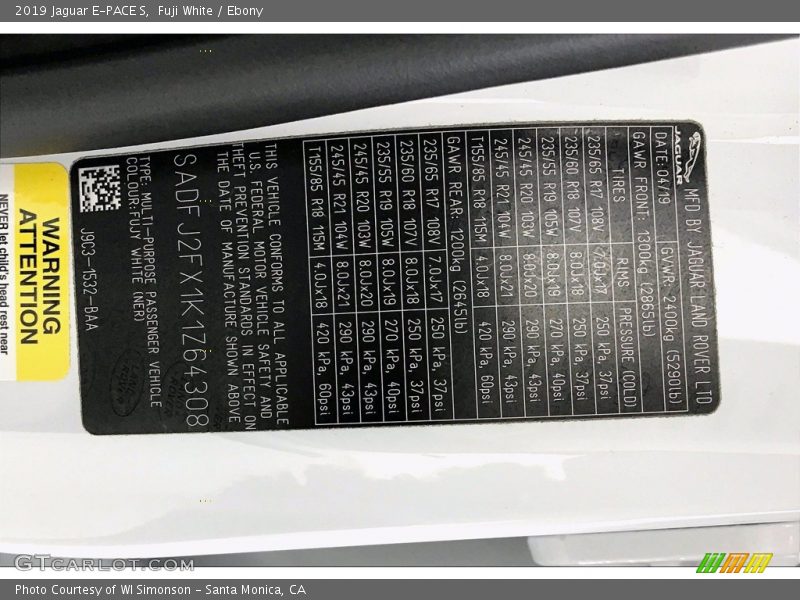 2019 Jaguar E-PACE S,  Fuji White / Ebony
JAGUAR
MFD BY JAGUAR LAND ROVER LTD
DATE: 04/19 GVWR: 2400kg (5290lb)
GAWR FRONT: 1300kg (2865lb)
TIRES RIMS PRESSURE (COLD)
235/65 R17 108V 7.0Jx17 250 kPa, 37psi
235/60 R18 107V 8.0Jx18 250 kPa, 37psi
235/55 R19 105W 8.0Jx19 270 kPa, 40psi
245/45 R20 103W 8.0Jx20 290 kPa, 43psi
245/45 R21 104W 8.0Jx21 290 kPa, 43psi
T155/85 R18 115M 4.0Jx18 420 kPa, 60psi
GAWR REAR: 1200kg (2645lb)
235/65 R17 108V 7.0Jx17 250 kPa, 37psi
235/60 R18 107V 8.0Jx18 250 kPa, 37psi
235/55 R19 105W 8.0Jx19 270 kPa, 40psi
245/45 R20 103W 8.0Jx20 290 kPa, 43psi
245/45 R21 104W 8.0Jx21 290 kPa, 43psi
T155/85 R18 115M 4.0Jx18 420 kPa, 60psi
THIS VEHICLE CONFORMS TO ALL APPLICABLE
U.S. FEDERAL MOTOR VEHICLE SAFETY AND
THEFT PREVENTION STANDARDS IN EFFECT ON
THE DATE OF MANUFACTURE SHOWN ABOVE
SADFJ2FX1K1Z64308
TYPE: MULTI-PURPOSE PASSENGER VEHICLE
COLOUR:FUJI WHITE (NER)
J9C3-1532-BAA
WARNING
ATTENTION
NEVER let child's head rest near
GTCARLOT.COM
Photo Courtesy of WI Simonson - Santa Monica, CA